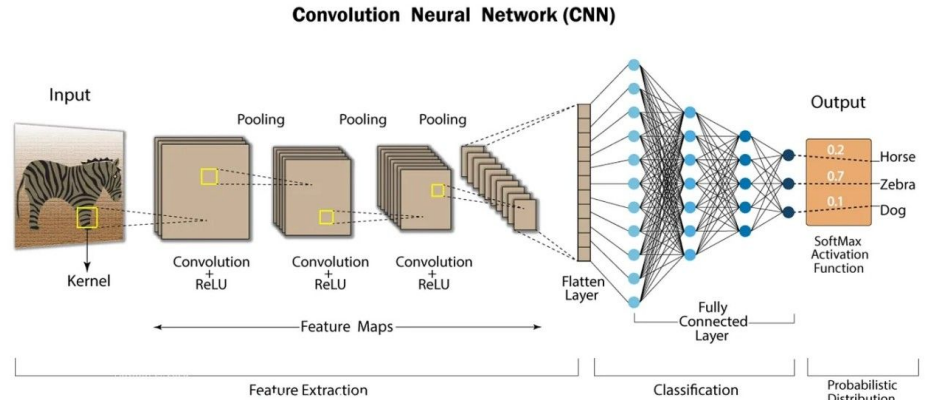 Convolution Neural Network (CNN)
Input
Pooling
Pooling
Pooling
Output
0.2
Horse
0.7
Zebra
0.1
Dog
Kernel
Convolution
+
ReLU
Convolution
+
ReLU
Convolution
+
ReLU
Flatten
Layer
SoftMax
Activation
Function
Fully
Connected
Layer
Feature Maps
Feature Extraction
Classification
Probabilistic
Distribution